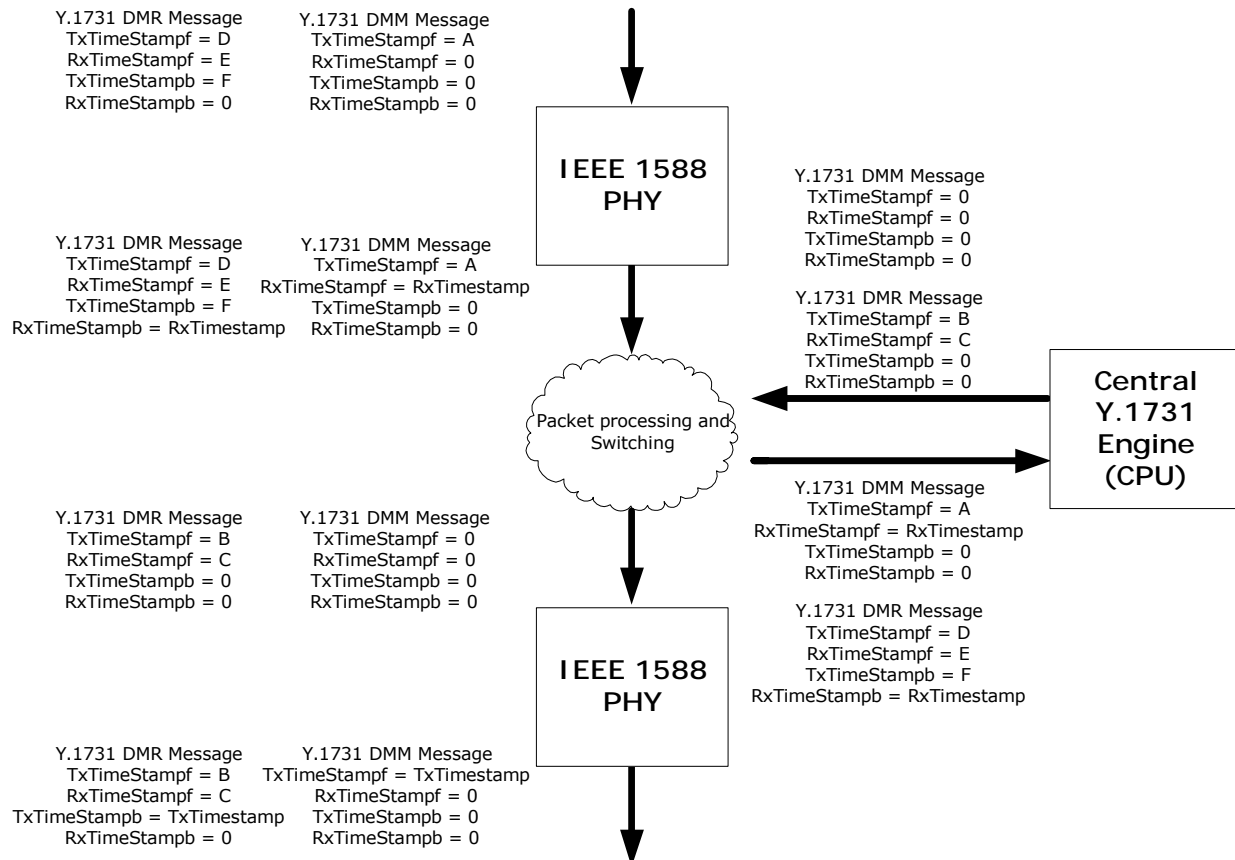 Y.1731 DMR Message
TxTimeStampf = D
RxTimeStampf = E
TxTimeStampb = F
RxTimeStampb = 0
Y.1731 DMM Message
TxTimeStampf = A
RxTimeStampf = 0
TxTimeStampb = 0
RxTimeStampb = 0
IEEE 1588
PHY
Y.1731 DMR Message
TxTimeStampf = D
RxTimeStampf = E
TxTimeStampb = F
RxTimeStampb = RxTimestamp
Y.1731 DMM Message
TxTimeStampf = A
RxTimeStampf = RxTimestamp
TxTimeStampb = 0
RxTimeStampb = 0
Y.1731 DMM Message
TxTimeStampf = 0
RxTimeStampf = 0
TxTimeStampb = 0
RxTimeStampb = 0
Y.1731 DMR Message
TxTimeStampf = B
RxTimeStampf = C
TxTimeStampb = 0
RxTimeStampb = 0
Packet processing and
Switching
Central
Y.1731
Engine
(CPU)
Y.1731 DMM Message
TxTimeStampf = A
RxTimeStampf = RxTimestamp
TxTimeStampb = 0
RxTimeStampb = 0
Y.1731 DMR Message
TxTimeStampf = D
RxTimeStampf = E
TxTimeStampb = F
RxTimeStampb = RxTimestamp
Y.1731 DMR Message
TxTimeStampf = B
RxTimeStampf = C
TxTimeStampb = 0
RxTimeStampb = 0
Y.1731 DMM Message
TxTimeStampf = 0
RxTimeStampf = 0
TxTimeStampb = 0
RxTimeStampb = 0
IEEE 1588
PHY
Y.1731 DMR Message
TxTimeStampf = B
RxTimeStampf = C
TxTimeStampb = TxTimestamp
RxTimeStampb = 0
Y.1731 DMM Message
TxTimeStampf = TxTimestamp
RxTimeStampf = 0
TxTimeStampb = 0
RxTimeStampb = 0